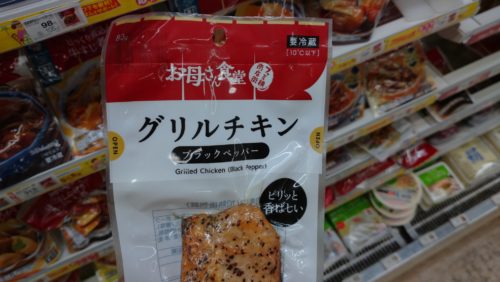 98
要冷蔵
[10℃以下]
お母さん食堂
グリルチキン
ブラックペッパー
Grilled Chicken (Black Pepper)
OPEN
ピリッと
香ばしい